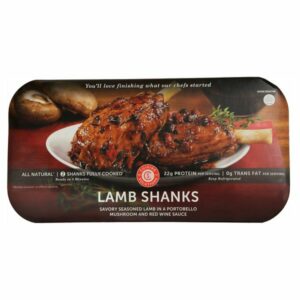 You'll love finishing what our chefs started
ALL NATURAL* | 2 SHANKS FULLY COOKED
22g PROTEIN PER SERVING | 0g TRANS FAT PER SERVING
Ready in 5 Minutes
Keep Refrigerated
LAMB SHANKS
SAVORY SEASONED LAMB IN A PORTOBELLO
MUSHROOM AND RED WINE SAUCE